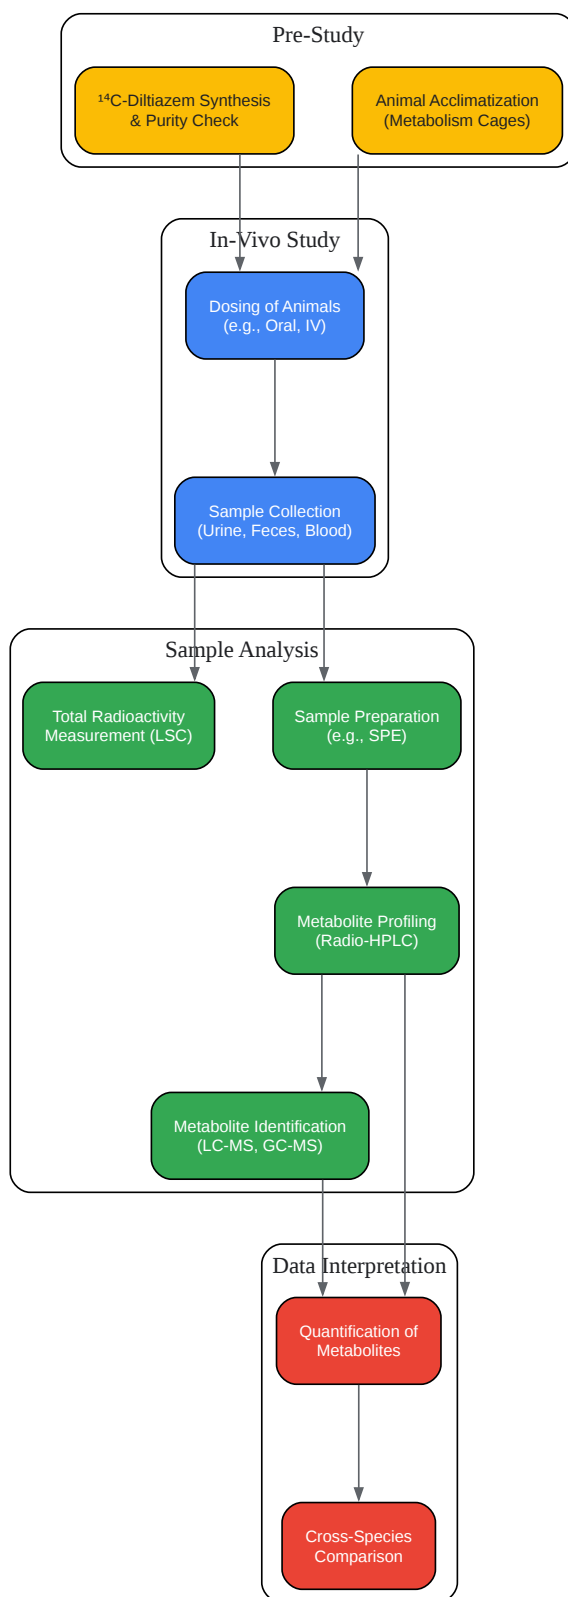 Pre-Study
¹⁴C-Diltiazem Synthesis
& Purity Check
Animal Acclimatization
(Metabolism Cages)
In-Vivo Study
Dosing of Animals
(e.g., Oral, IV)
Sample Collection
(Urine, Feces, Blood)
Sample Analysis
Total Radioactivity
Measurement (LSC)
Sample Preparation
(e.g., SPE)
Metabolite Profiling
(Radio-HPLC)
Metabolite Identification
(LC-MS, GC-MS)
Data Interpretation
Quantification of
Metabolites
Cross-Species
Comparison